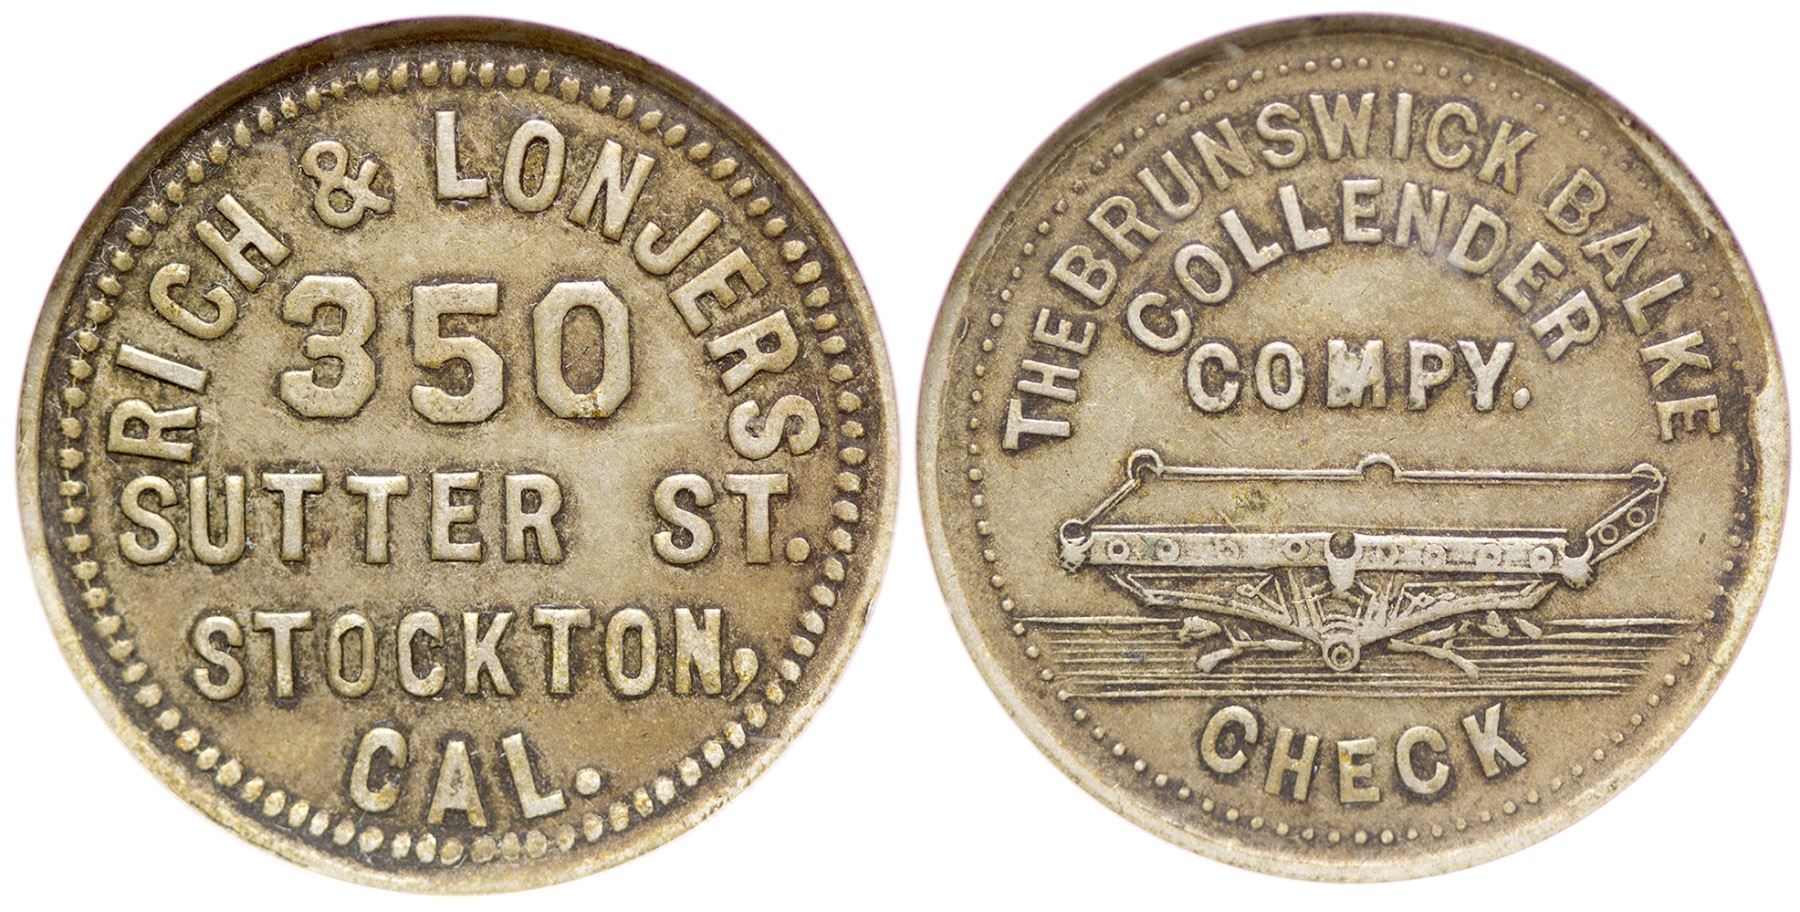 RICH & LONJERS
350
SUTTER ST.
STOCKTON,
CAL.
THE BRUNSWICK BALKE
COLLENDER
COMPY.
CHECK